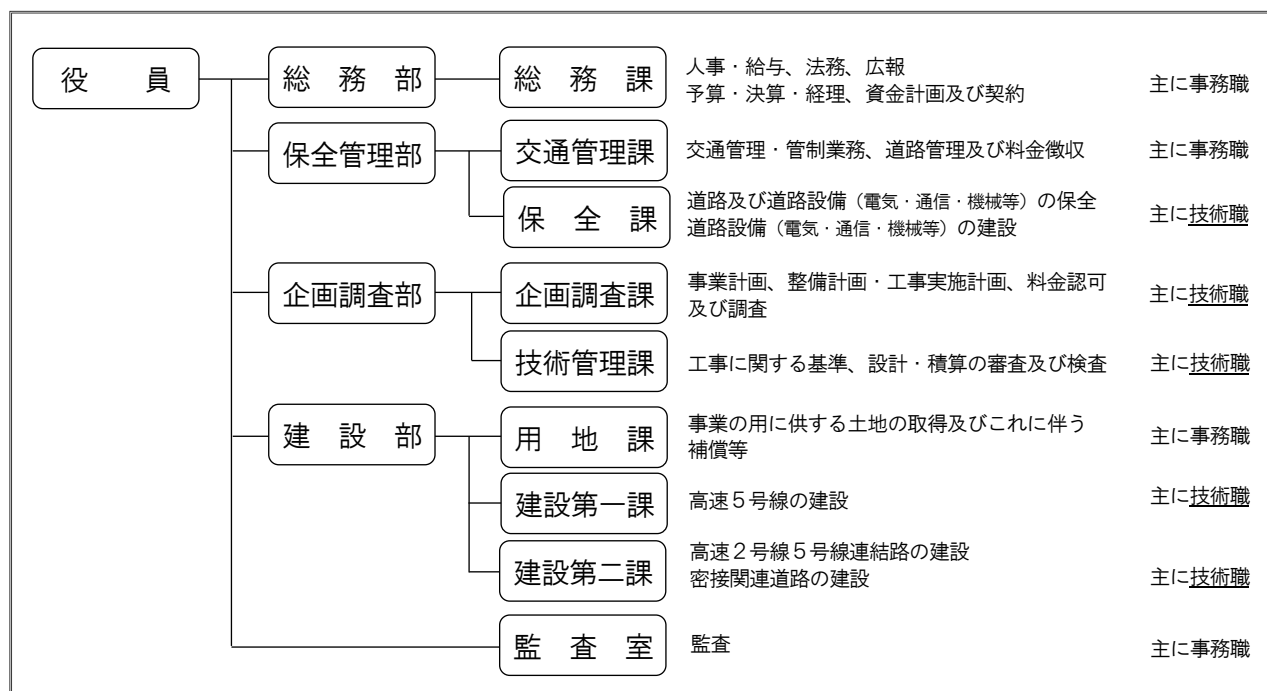 役員
総務部
総務課
人事・給与、法務、広報
予算・決算・経理、資金計画及び契約
主に事務職
保全管理部
交通管理課
交通管理・管制業務、道路管理及び料金徴収
主に事務職
保全課
道路及び道路設備（電気・通信・機械等）の保全
道路設備（電気・通信・機械等）の建設
主に技術職
企画調査部
企画調査課
事業計画、整備計画・工事実施計画、料金認可
及び調査
主に技術職
技術管理課
工事に関する基準、設計・積算の審査及び検査
主に技術職
建設部
用地課
事業の用に供する土地の取得及びこれに伴う
補償等
主に事務職
建設第一課
高速５号線の建設
主に技術職
建設第二課
高速２号線５号線連結路の建設
密接関連道路の建設
主に技術職
監査室
監査
主に事務職